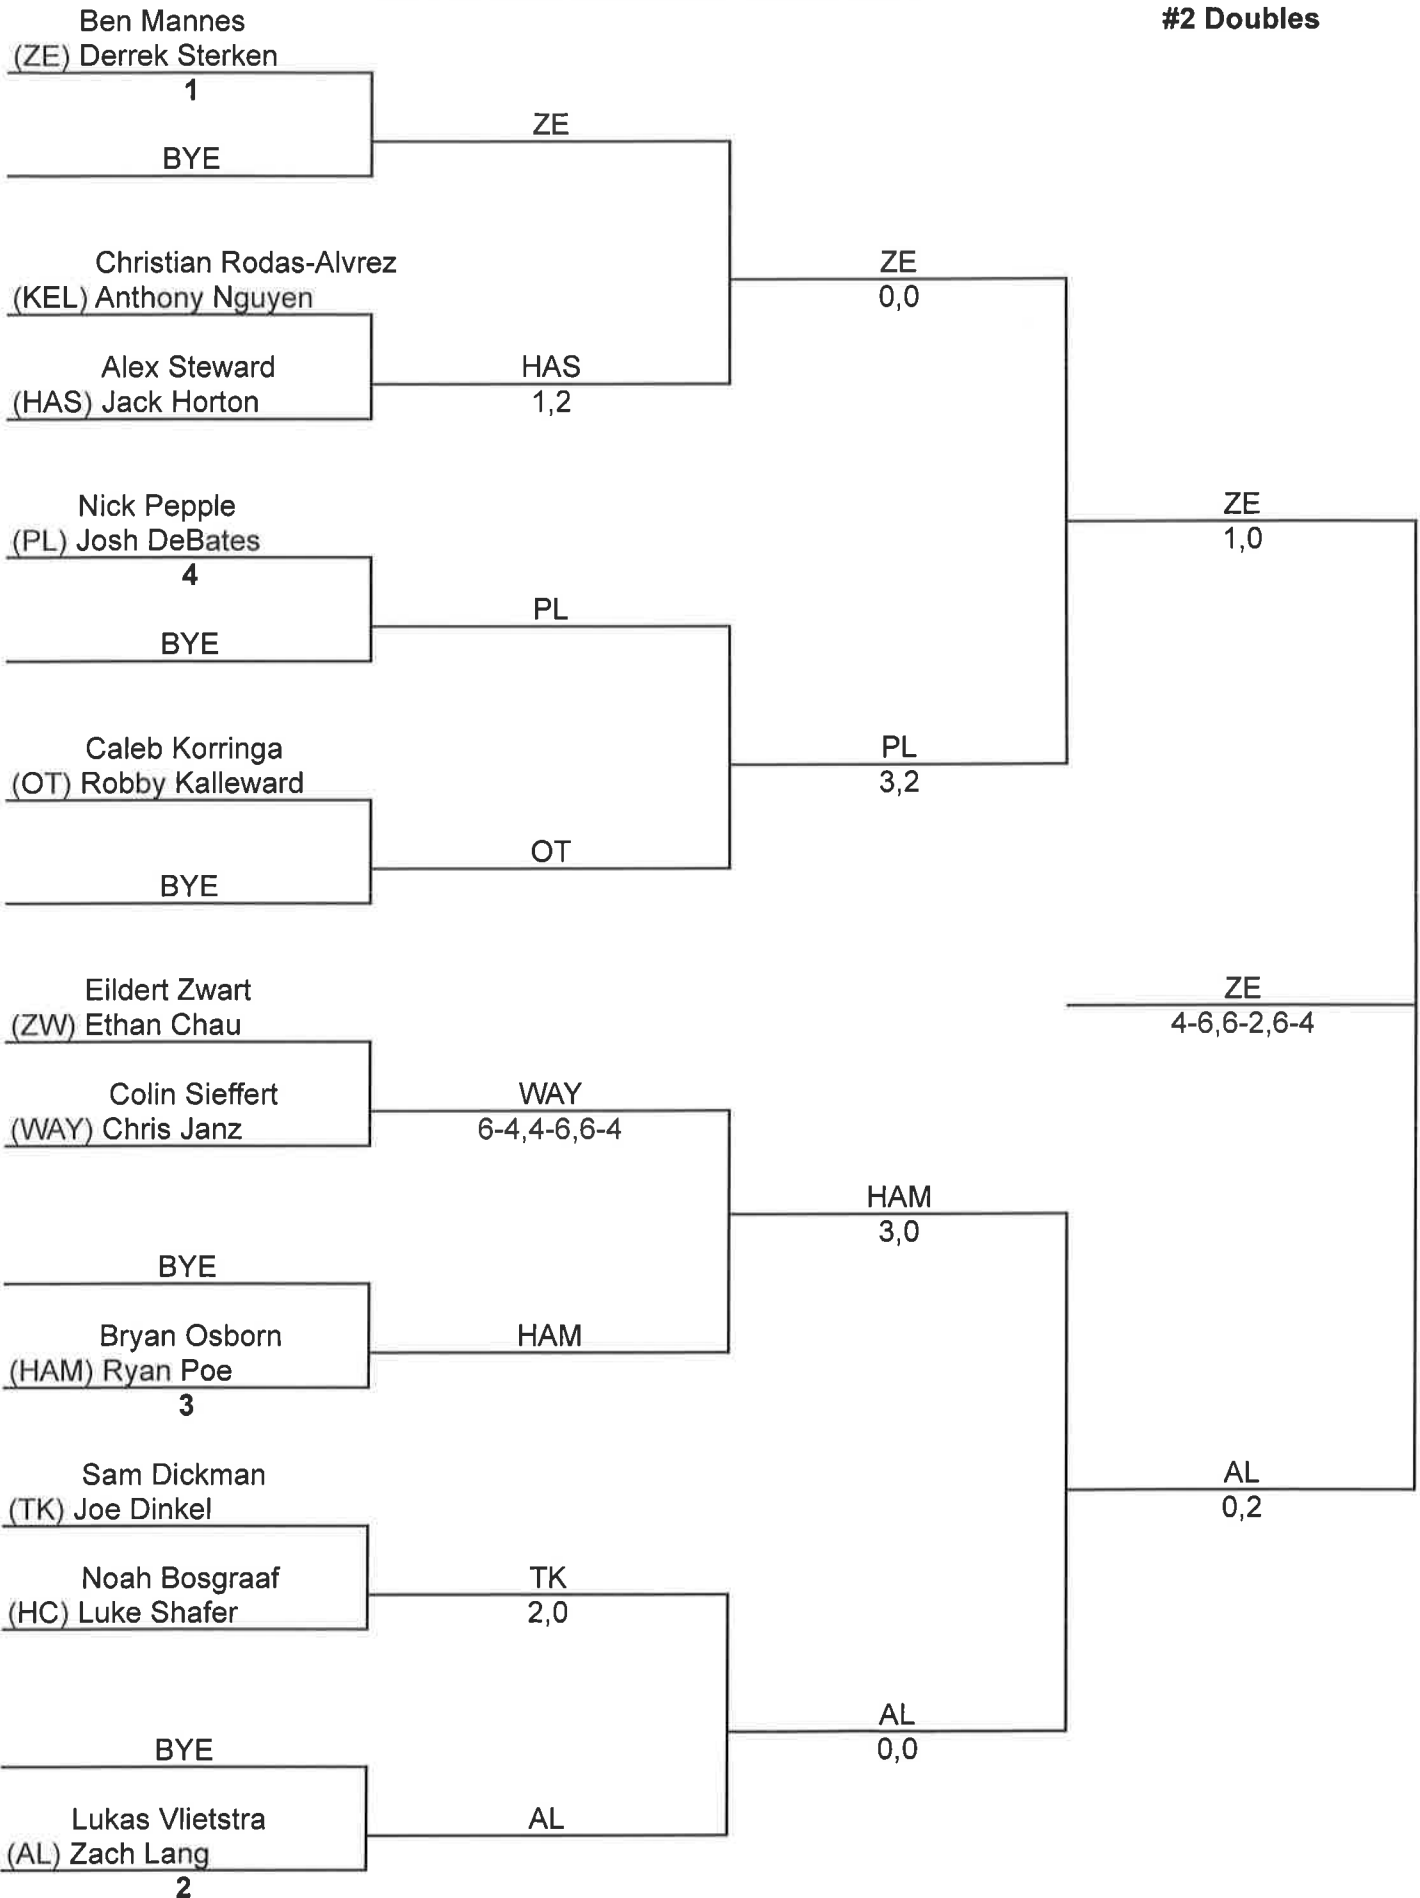 #2 Doubles
Ben Mannes
(ZE) Derrek Sterken
1
ZE
BYE
Christian Rodas-Alvrez
(KEL) Anthony Nguyen
ZE
0,0
Alex Steward
(HAS) Jack Horton
HAS
1,2
Nick Pepple
(PL) Josh DeBates
4
ZE
1,0
PL
BYE
Caleb Korringa
(OT) Robby Kalleward
PL
3,2
OT
BYE
Eildert Zwart
(ZW) Ethan Chau
ZE
4-6,6-2,6-4
Colin Sieffert
(WAY) Chris Janz
WAY
6-4,4-6,6-4
HAM
3,0
BYE
Bryan Osborn
(HAM) Ryan Poe
3
HAM
Sam Dickman
(TK) Joe Dinkel
AL
0,2
Noah Bosgraaf
(HC) Luke Shafer
TK
2,0
AL
0,0
BYE
Lukas Vlietstra
(AL) Zach Lang
2
AL